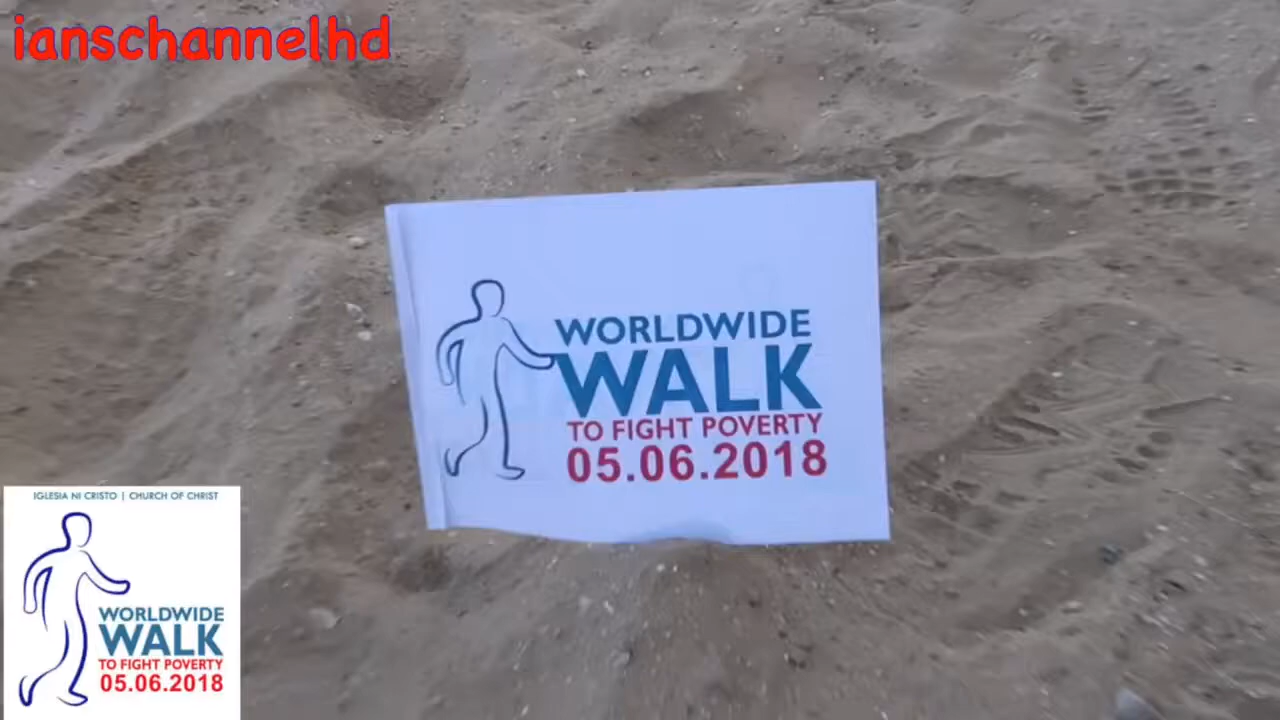 ianschannelhd
WORLDWIDE
WALK
TO FIGHT POVERTY
05.06.2018
IGLESIA NI CRISTO | CHURCH OF CHRIST
WORLDWIDE
WALK
TO FIGHT POVERTY
05.06.2018